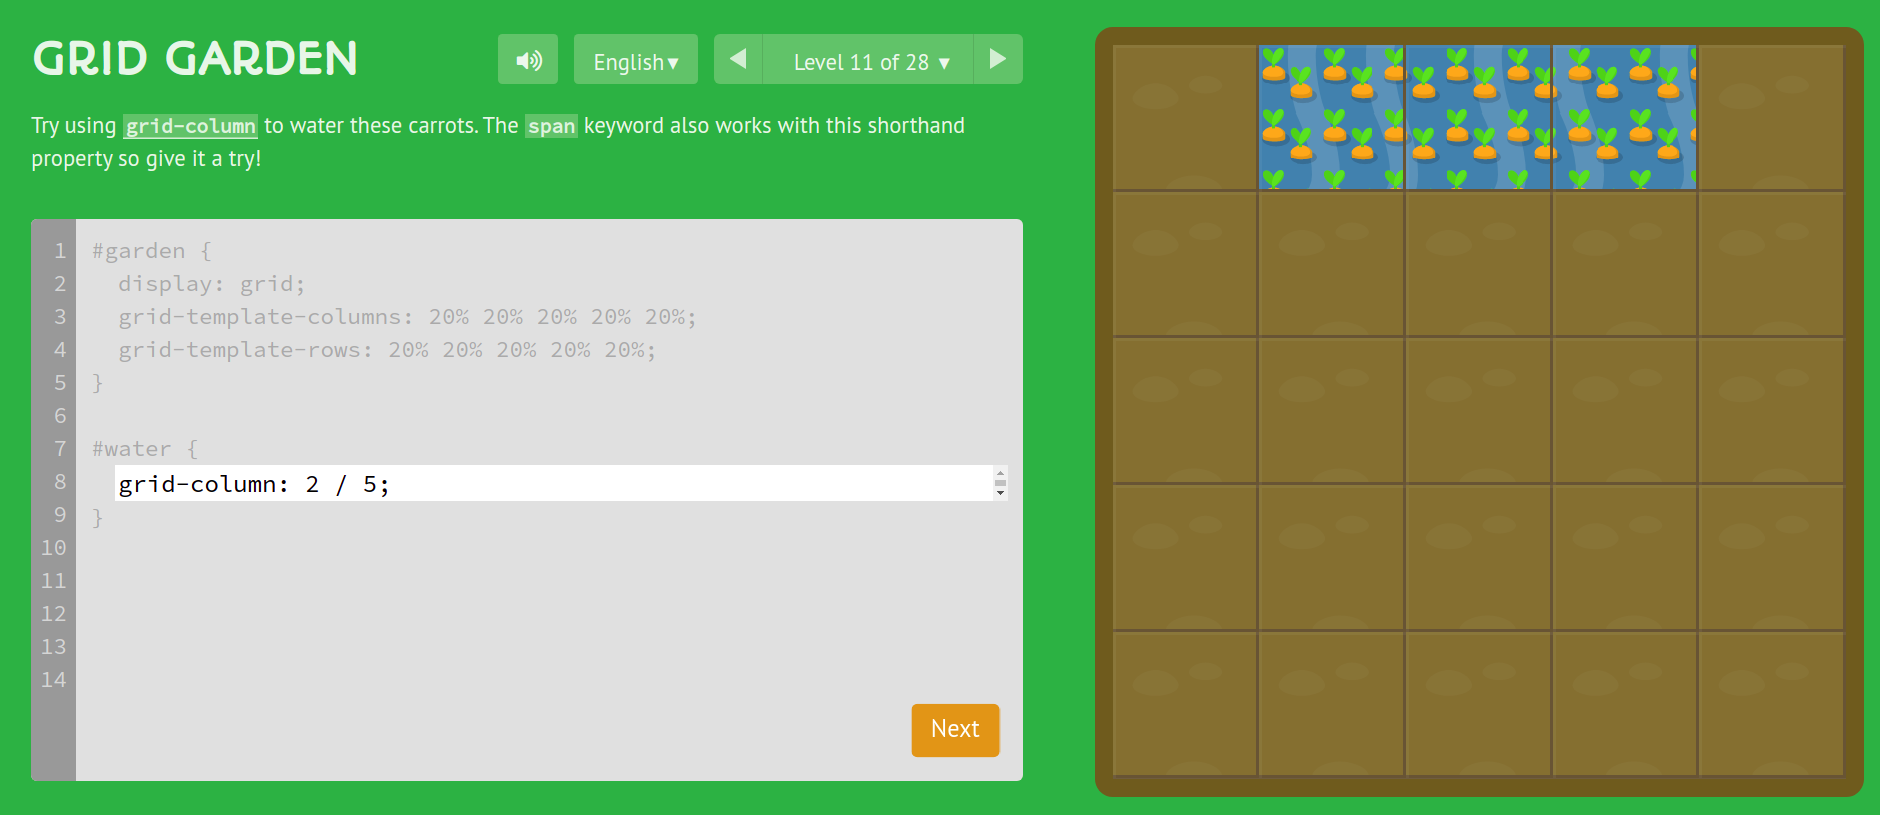 GRID GARDEN
English ▾
Level 11 of 28 ▾
Try using grid-column to water these carrots. The span keyword also works with this shorthand
property so give it a try!
1 #garden {
2   display: grid;
3   grid-template-columns: 20% 20% 20% 20% 20%;
4   grid-template-rows: 20% 20% 20% 20% 20%;
5 }
6
7 #water {
8   grid-column: 2 / 5;
9 }
10
11
12
13
14
Next